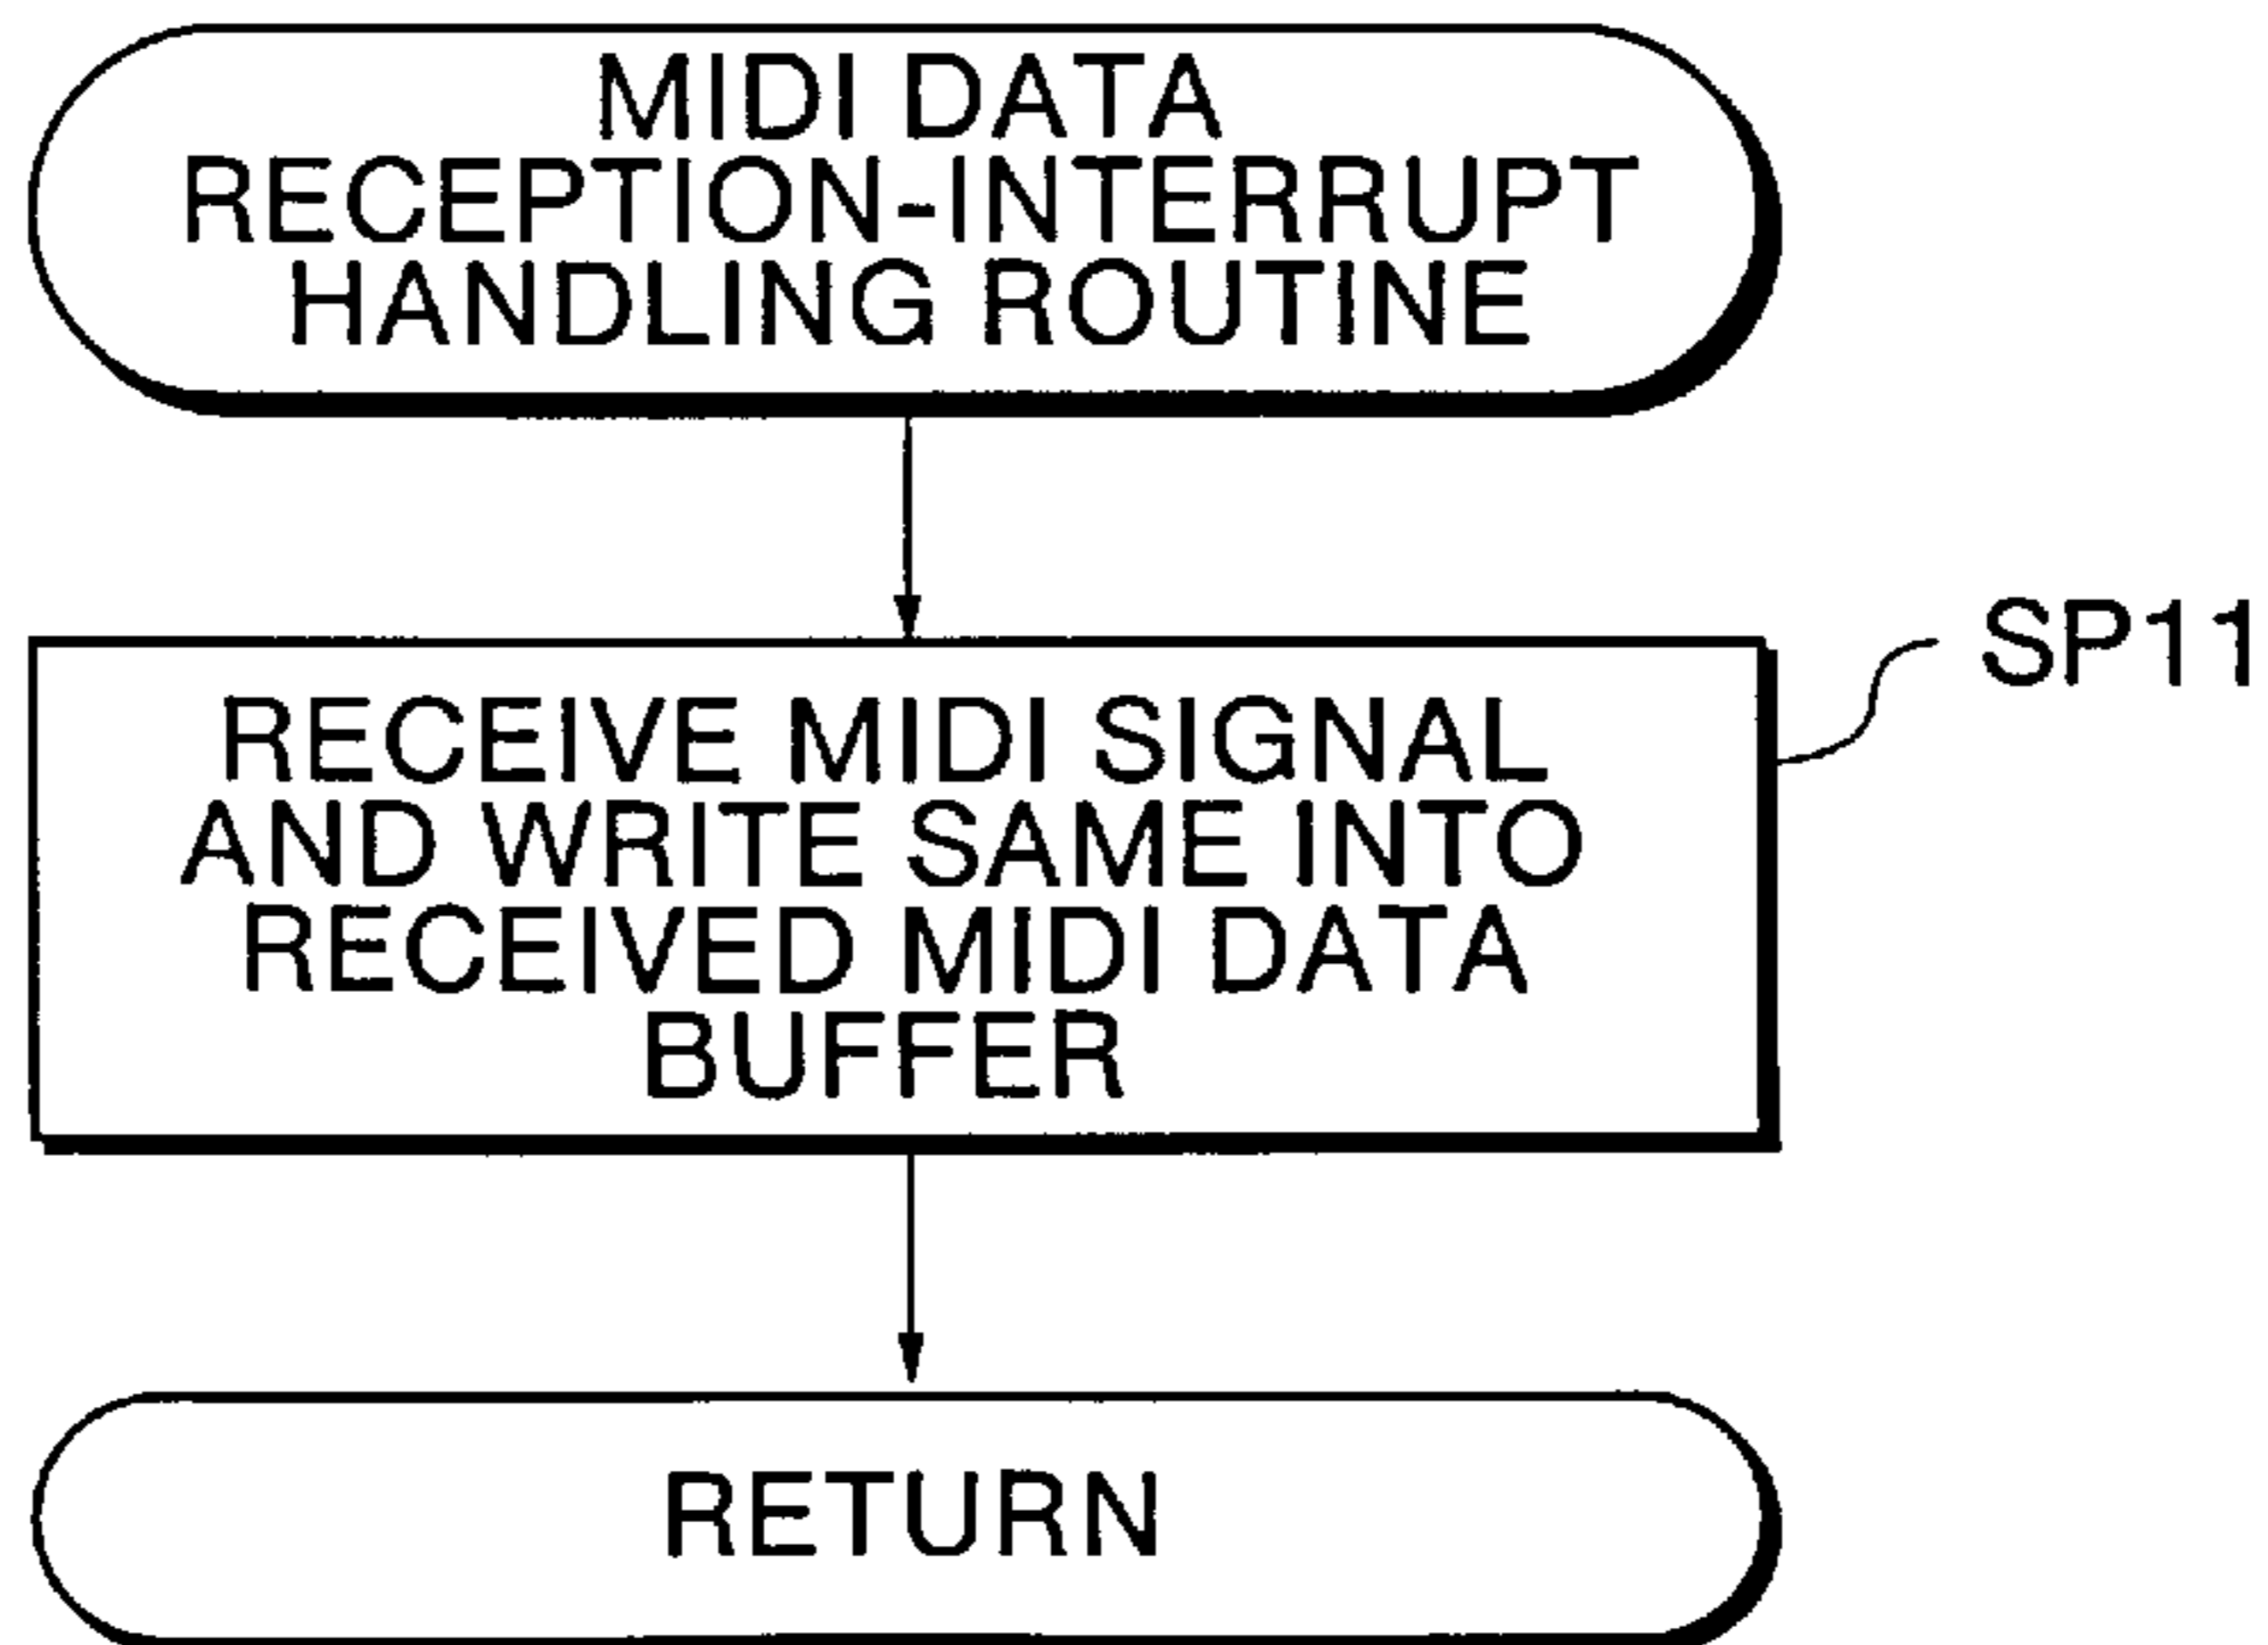 MIDI DATA
RECEPTION-INTERRUPT
HANDLING ROUTINE
SP11
RECEIVE MIDI SIGNAL
AND WRITE SAME INTO
RECEIVED MIDI DATA
BUFFER
RETURN